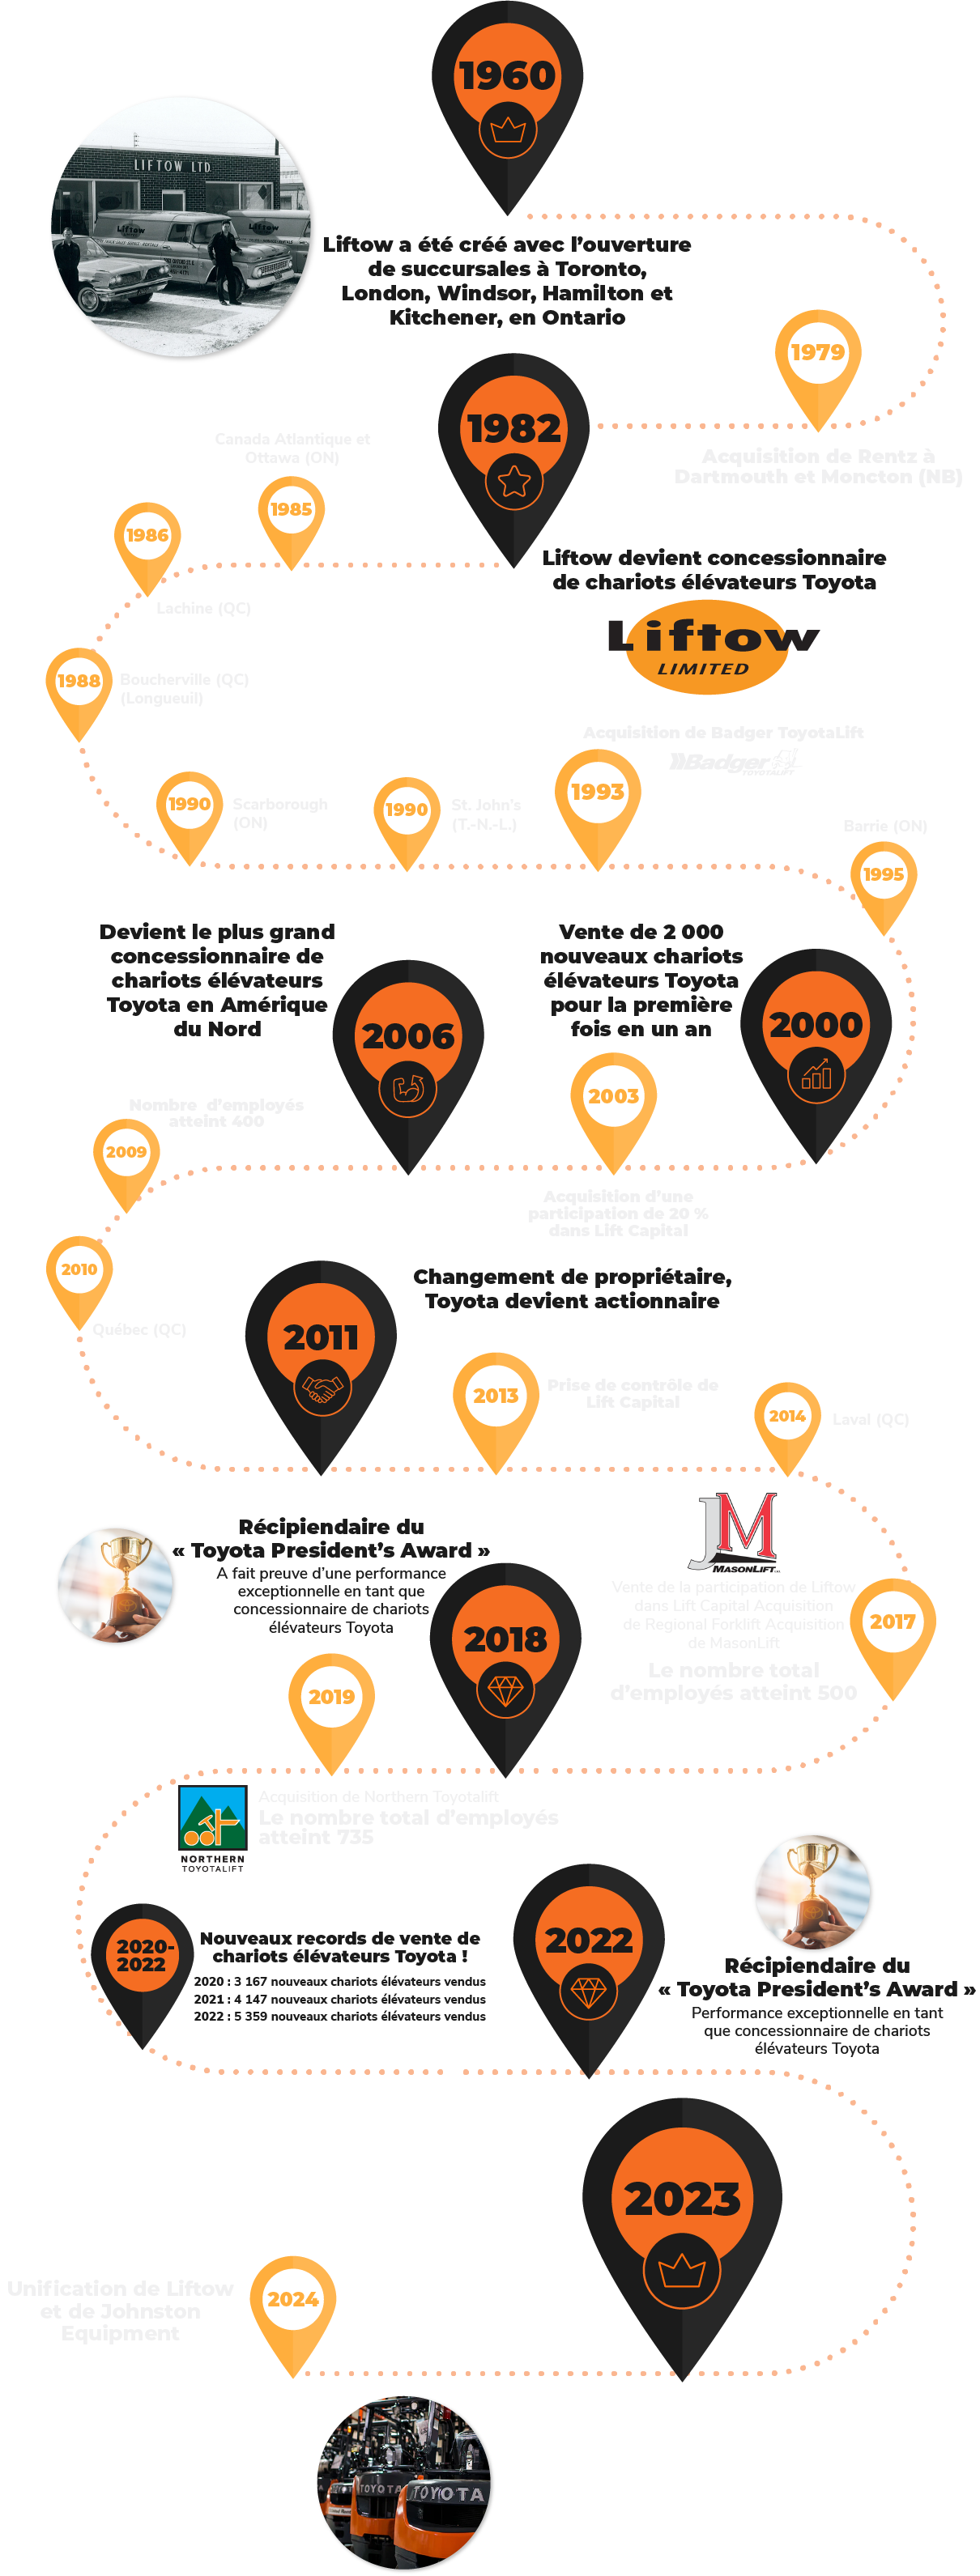 1960
LIFTOW LTD
Liftow
Liftow
Liftow a été créé avec l'ouverture
de succursales à Toronto,
London, Windsor, Hamilton et
Kitchener, en Ontario
1979
Acquisition de Rentz à
Dartmouth et Moncton (NB)
1982
Liftow devient concessionnaire
de chariots élévateurs Toyota
Liftow
LIMITED
Canada Atlantique et
Ottawa (ON)
1985
1986
Lachine (QC)
1988
Boucherville (QC)
(Longueuil)
1990
Scarborough
(ON)
1990
St. John's
(T.-N.-L.)
Acquisition de Badger ToyotaLift
Badger
TOYOTALIFT
1993
Barrie (ON)
1995
Vente de 2 000
nouveaux chariots
élévateurs Toyota
pour la première
fois en un an
2000
2003
Acquisition d'une
participation de 20 %
dans Lift Capital
Devient le plus grand
concessionnaire de
chariots élévateurs
Toyota en Amérique
du Nord
2006
Nombre d'employés
atteint 400
2009
2010
Québec (QC)
2011
Changement de propriétaire,
Toyota devient actionnaire
2013
Prise de contrôle de
Lift Capital
2014
Laval (QC)
JM
MASONLIFT
Vente de la participation de Liftow
dans Lift Capital Acquisition
de Regional Forklift Acquisition
de MasonLift
Le nombre total
d'employés atteint 500
2017
Récipiendaire du
« Toyota President's Award »
A fait preuve d'une performance
exceptionnelle en tant que
concessionnaire de chariots
élévateurs Toyota
2018
2019
NORTHERN
TOYOTALIFT
Acquisition de Northern Toyotalift
Le nombre total d'employés
atteint 735
2020-
2022
Nouveaux records de vente de
chariots élévateurs Toyota !
2020 : 3 167 nouveaux chariots élévateurs vendus
2021 : 4 147 nouveaux chariots élévateurs vendus
2022 : 5 359 nouveaux chariots élévateurs vendus
2022
Récipiendaire du
« Toyota President's Award »
Performance exceptionnelle en tant
que concessionnaire de chariots
élévateurs Toyota
2023
2024
Unification de Liftow
et de Johnston
Equipment
TOYOTA
TOYOTA